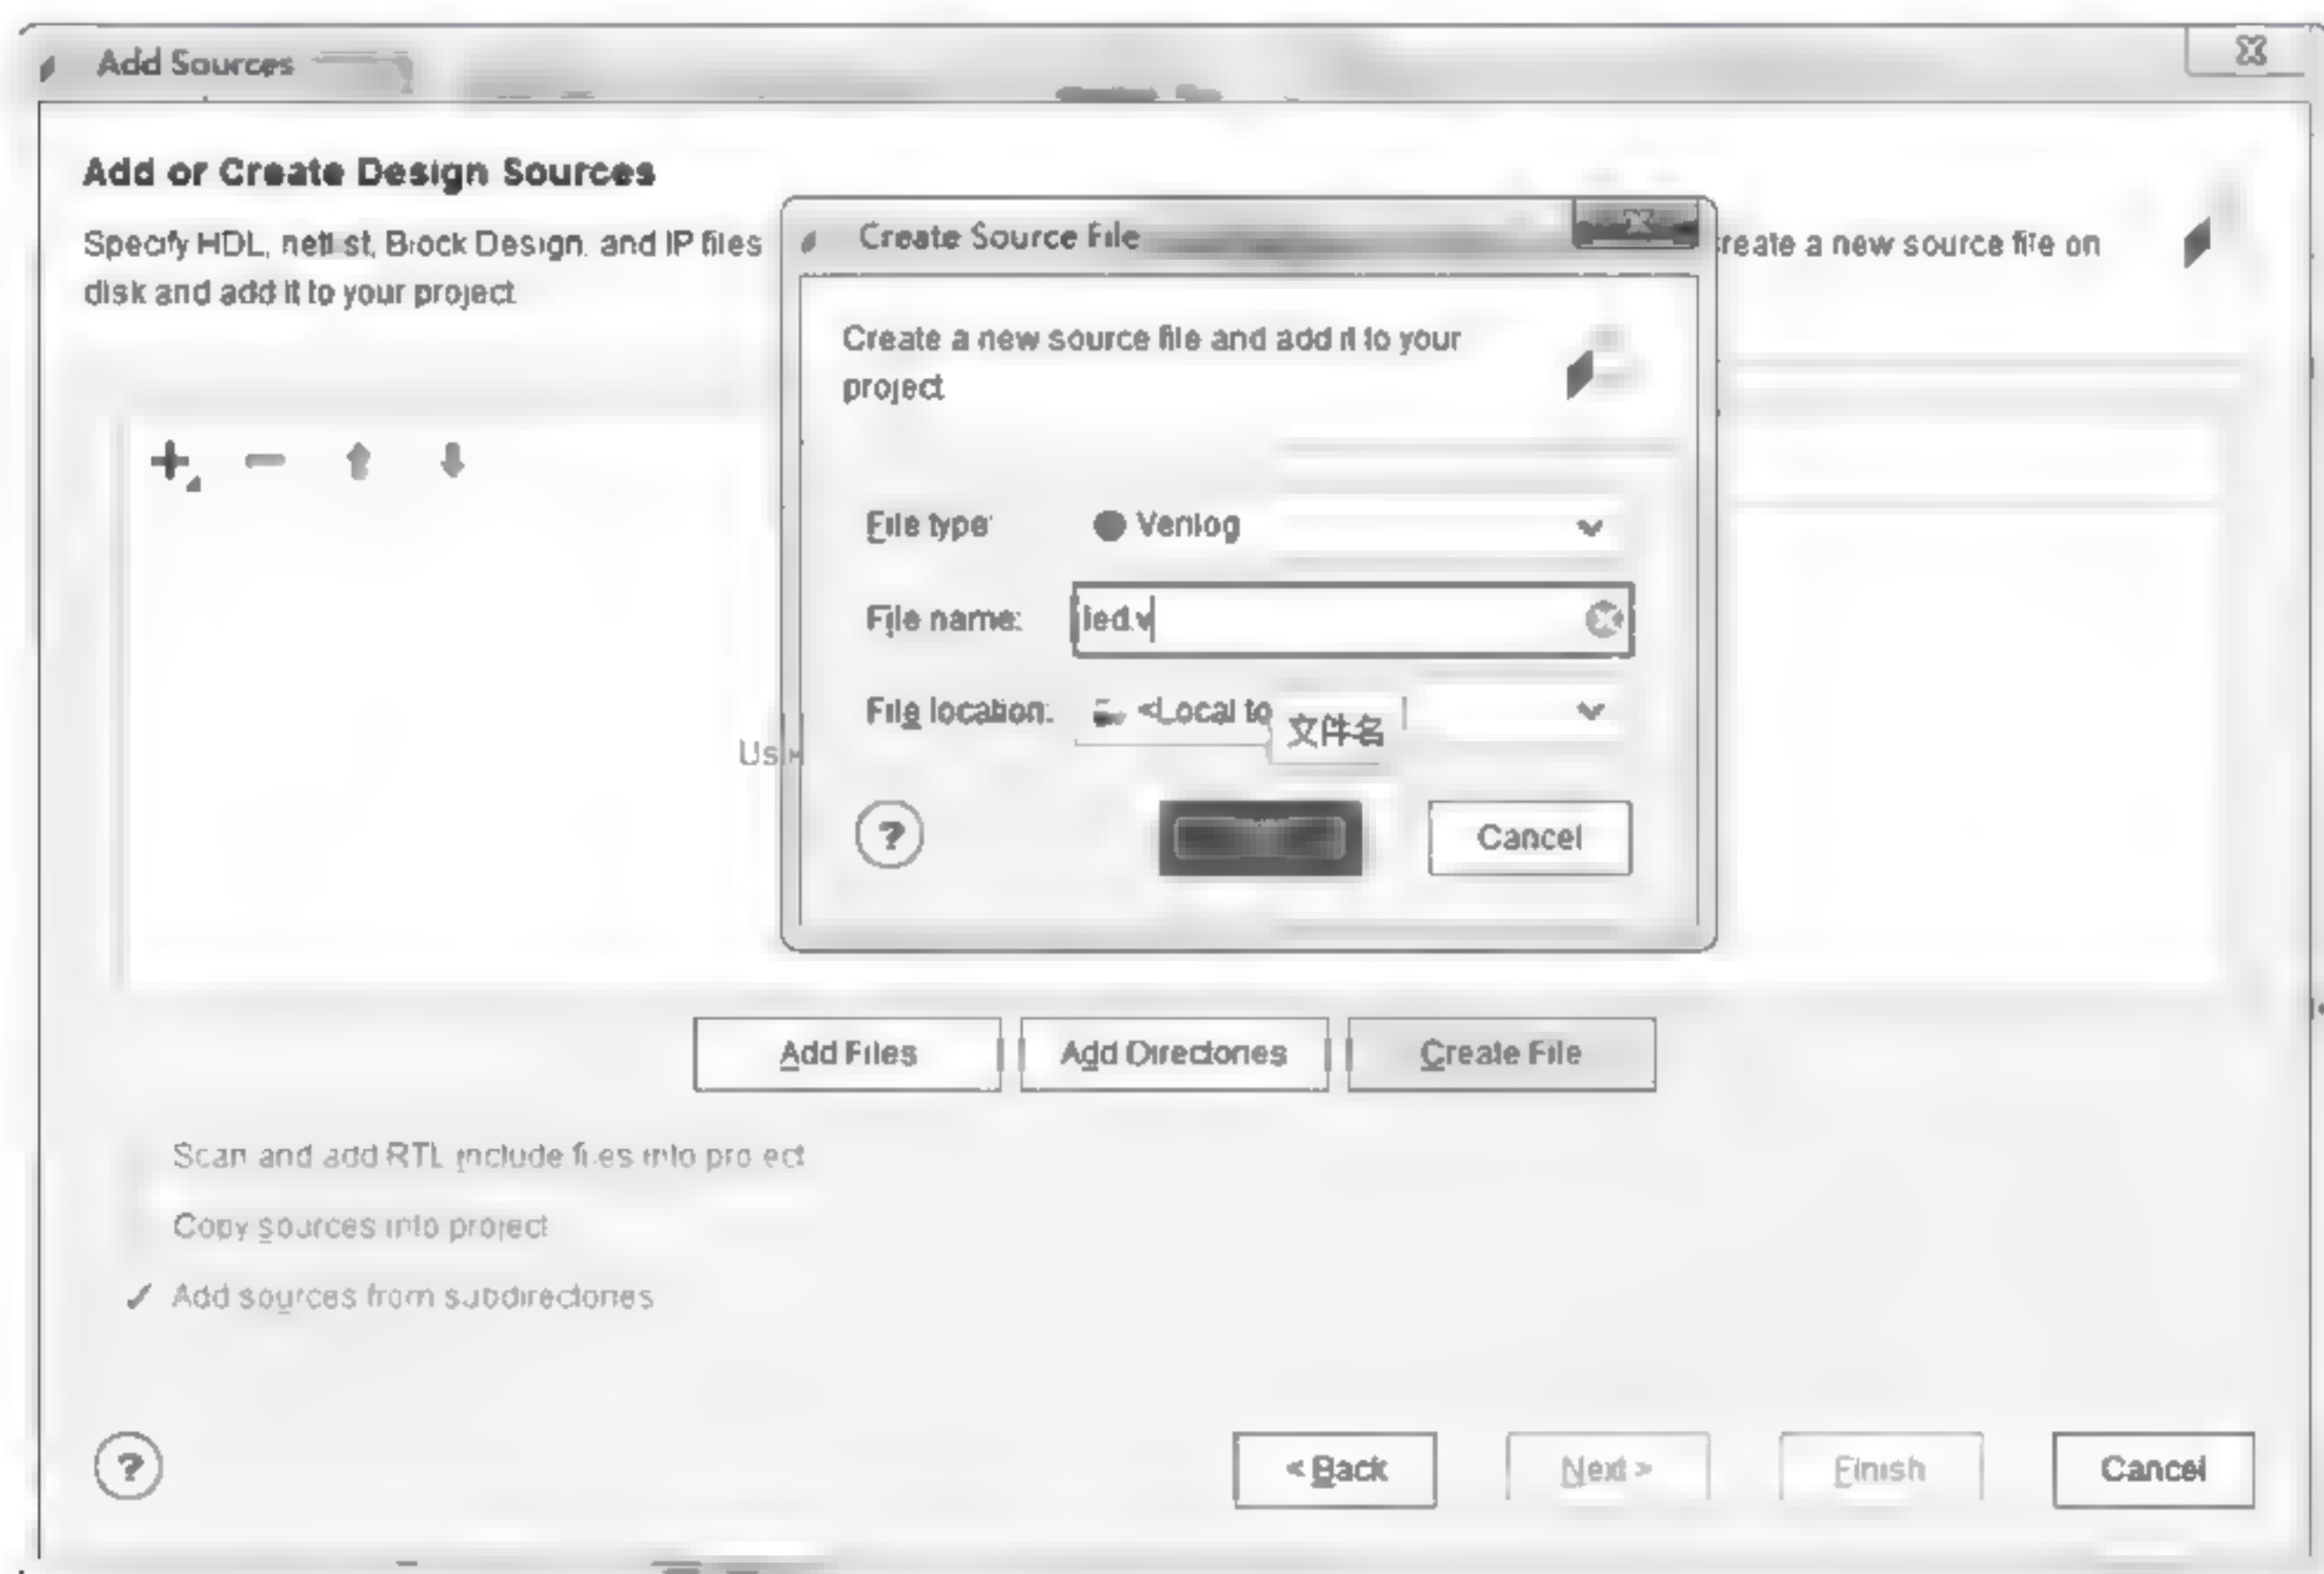 Add Sources
Add or Create Design Sources
Specify HDL, netlist, Block Design, and IP files
reate a new source file on
disk and add it to your project
Create Source File
Create a new source file and add it to your
project
File type:
Verilog
File name:
led.v
File location:
<Local to
文件名
Us
?
Cancel
Add Files
Add Directories
Create File
Scan and add RTL include files into project
Copy sources into project
Add sources from subdirectories
?
< Back
Next >
Finish
Cancel